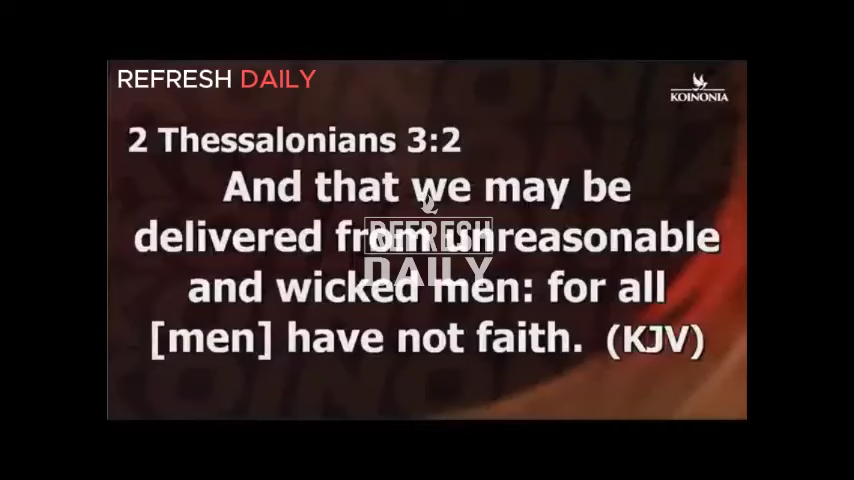 REFRESH DAILY
KOINONIA
2 Thessalonians 3:2
And that we may be
delivered from unreasonable
and wicked men: for all
[men] have not faith. (KJV)
REFRESH
DAILY